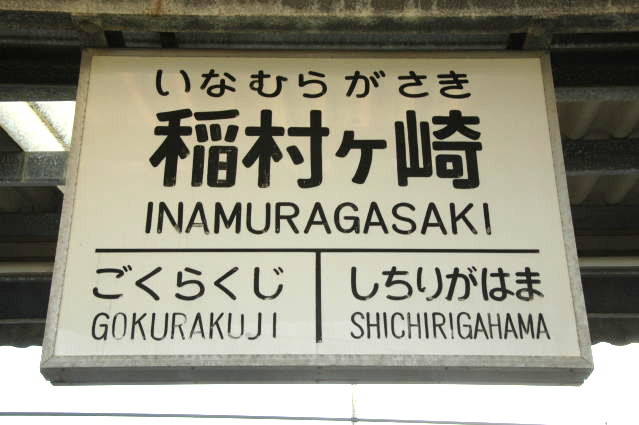 いなむらがさき
稲村ヶ崎
INAMURAGASAKI
ごくらくじ
GOKURAKUJI
しちりがはま
SHICHIRIGAHAMA